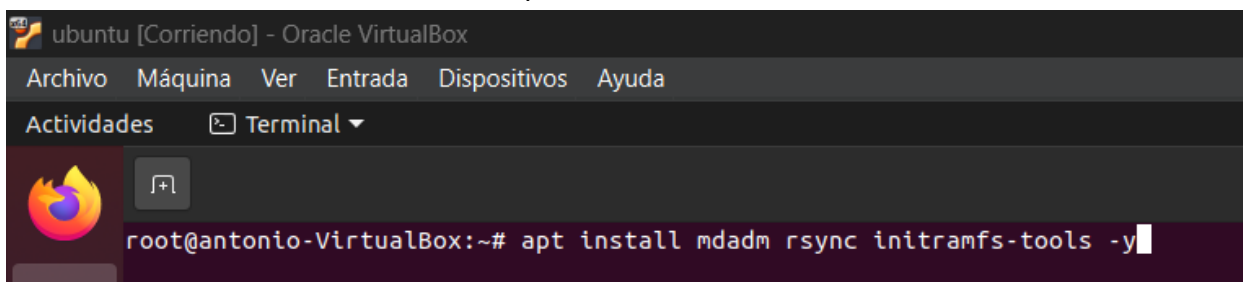 ubuntu [Corriendo] - Oracle VirtualBox
Archivo Máquina Ver Entrada Dispositivos Ayuda
Actividades Terminal
root@antonio-VirtualBox:~# apt install mdadm rsync initramfs-tools -y